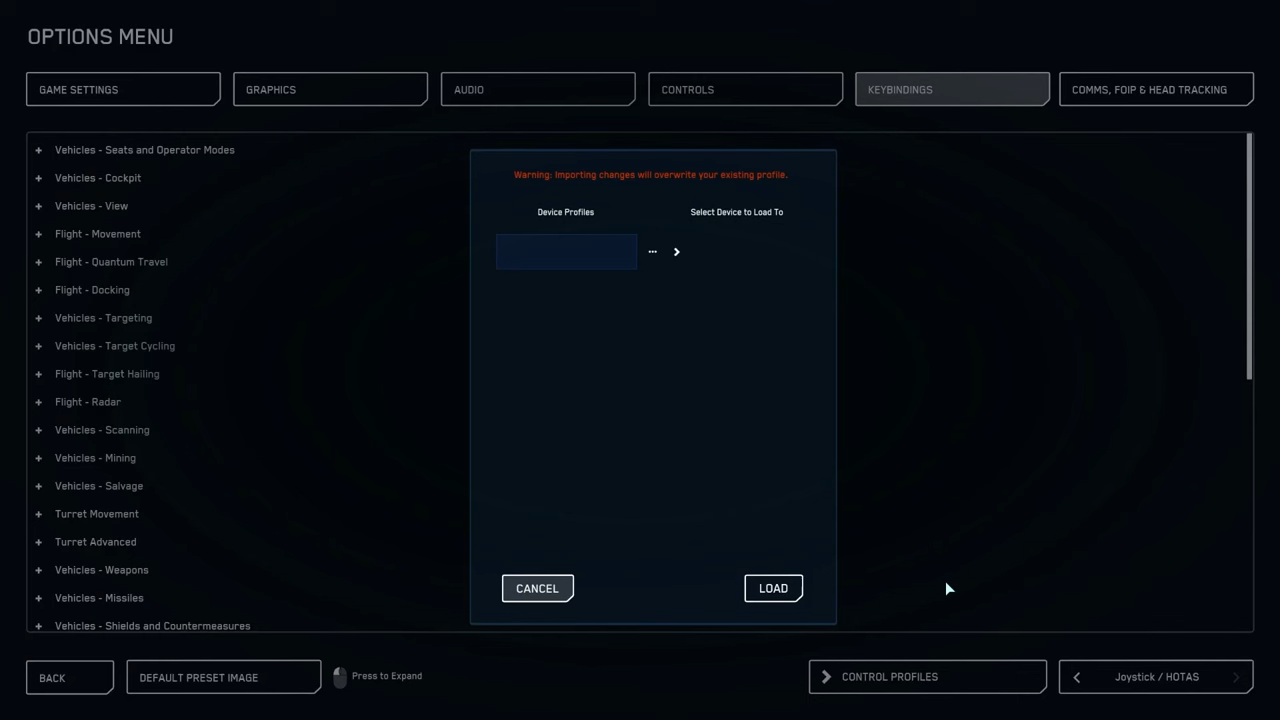 OPTIONS MENU
GAME SETTINGS
GRAPHICS
AUDIO
CONTROLS
KEYBINDINGS
COMMS, FOIP & HEAD TRACKING
Vehicles - Seats and Operator Modes
Vehicles - Cockpit
Vehicles - View
Flight - Movement
Flight - Quantum Travel
Flight - Docking
Vehicles - Targeting
Vehicles - Target Cycling
Flight - Target Hailing
Flight - Radar
Vehicles - Scanning
Vehicles - Mining
Vehicles - Salvage
Turret Movement
Turret Advanced
Vehicles - Weapons
Vehicles - Missiles
Vehicles - Shields and Countermeasures
Warning: Importing changes will overwrite your existing profile.
Device Profiles
Select Device to Load To
...
CANCEL
LOAD
BACK
DEFAULT PRESET IMAGE
Press to Expand
CONTROL PROFILES
Joystick / HOTAS